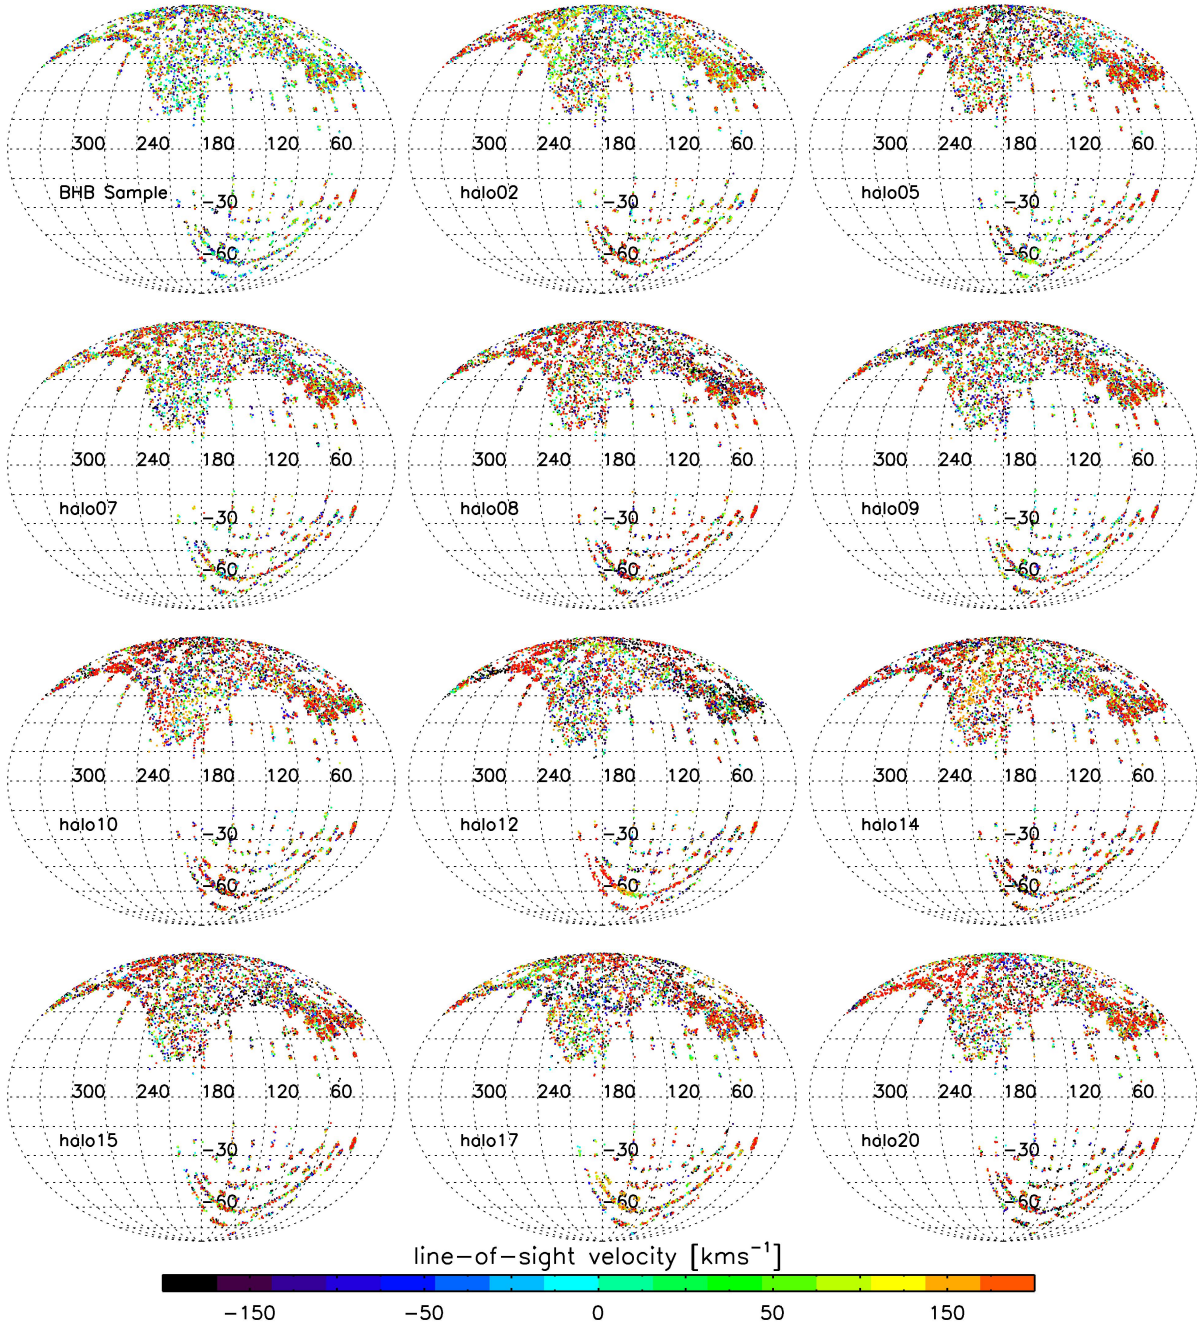 300 240 180 120 60 300 240 180 120 60 300 240 180 120 60
BHB Sample -30 halo02 -30 halo05 -30
-60 -60 -60
300 240 180 120 60 300 240 180 120 60 300 240 180 120 60
halo07 -30 halo08 -30 halo09 -30
-60 -60 -60
300 240 180 120 60 300 240 180 120 60 300 240 180 120 60
halo10 -30 halo12 -30 halo14 -30
-60 -60 -60
300 240 180 120 60 300 240 180 120 60 300 240 180 120 60
halo15 -30 halo17 -30 halo20 -30
-60 -60 -60
line-of-sight velocity [kms⁻¹]
-150 -50 0 50 150